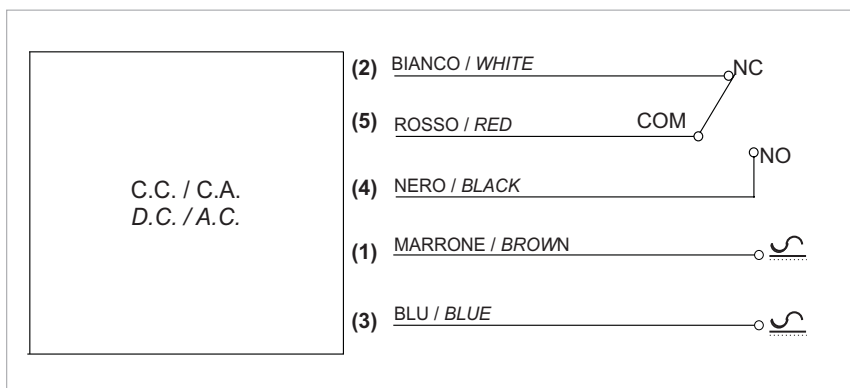 (2) BIANCO / WHITE
NC
(5) ROSSO / RED
COM
NO
(4) NERO / BLACK
C.C. / C.A.
D.C. / A.C.
(1) MARRONE / BROWN
(3) BLU / BLUE